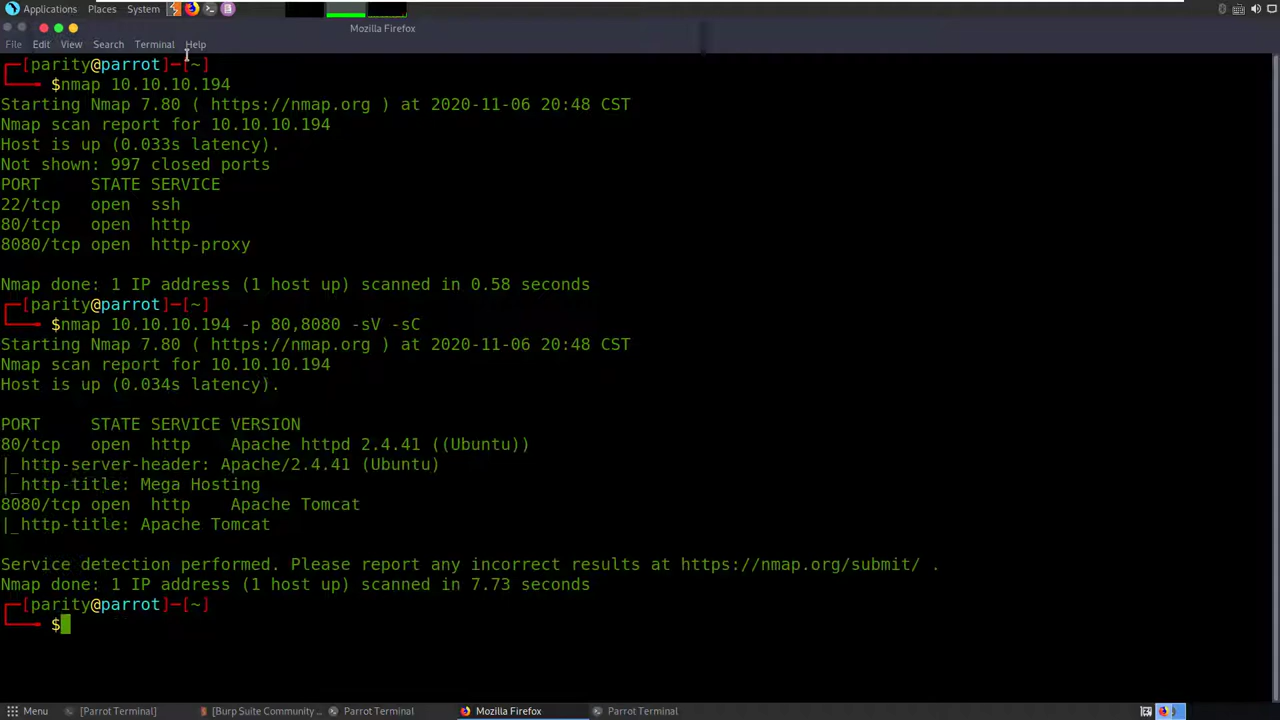 Applications Places System
Mozilla Firefox
File Edit View Search Terminal Help
[parity@parrot]─[~]
$nmap 10.10.10.194
Starting Nmap 7.80 ( https://nmap.org ) at 2020-11-06 20:48 CST
Nmap scan report for 10.10.10.194
Host is up (0.033s latency).
Not shown: 997 closed ports
PORT     STATE SERVICE
22/tcp   open  ssh
80/tcp   open  http
8080/tcp open  http-proxy
Nmap done: 1 IP address (1 host up) scanned in 0.58 seconds
[parity@parrot]─[~]
$nmap 10.10.10.194 -p 80,8080 -sV -sC
Starting Nmap 7.80 ( https://nmap.org ) at 2020-11-06 20:48 CST
Nmap scan report for 10.10.10.194
Host is up (0.034s latency).
PORT     STATE SERVICE VERSION
80/tcp   open  http    Apache httpd 2.4.41 ((Ubuntu))
|_http-server-header: Apache/2.4.41 (Ubuntu)
|_http-title: Mega Hosting
8080/tcp open  http    Apache Tomcat
|_http-title: Apache Tomcat
Service detection performed. Please report any incorrect results at https://nmap.org/submit/ .
Nmap done: 1 IP address (1 host up) scanned in 7.73 seconds
[parity@parrot]─[~]
$
Menu [Parrot Terminal] [Burp Suite Community ... Parrot Terminal Mozilla Firefox Parrot Terminal